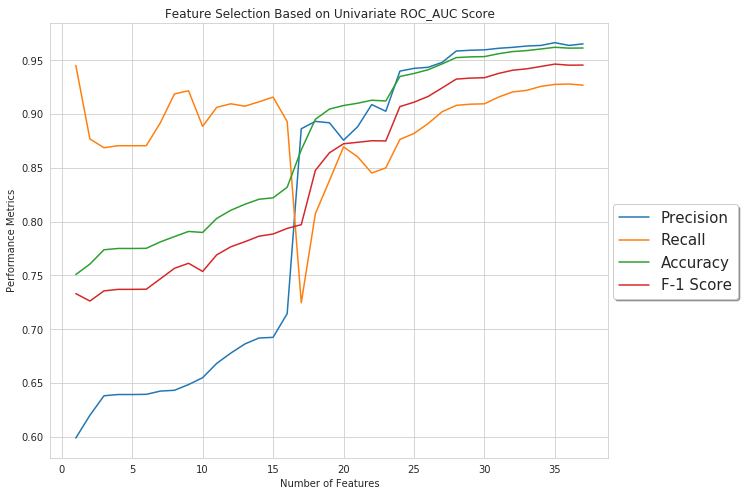 Feature Selection Based on Univariate ROC_AUC Score
Performance Metrics
0.95
0.90
0.85
0.80
0.75
0.70
0.65
0.60
0 5 10 15 20 25 30 35
Number of Features
Precision
Recall
Accuracy
F-1 Score